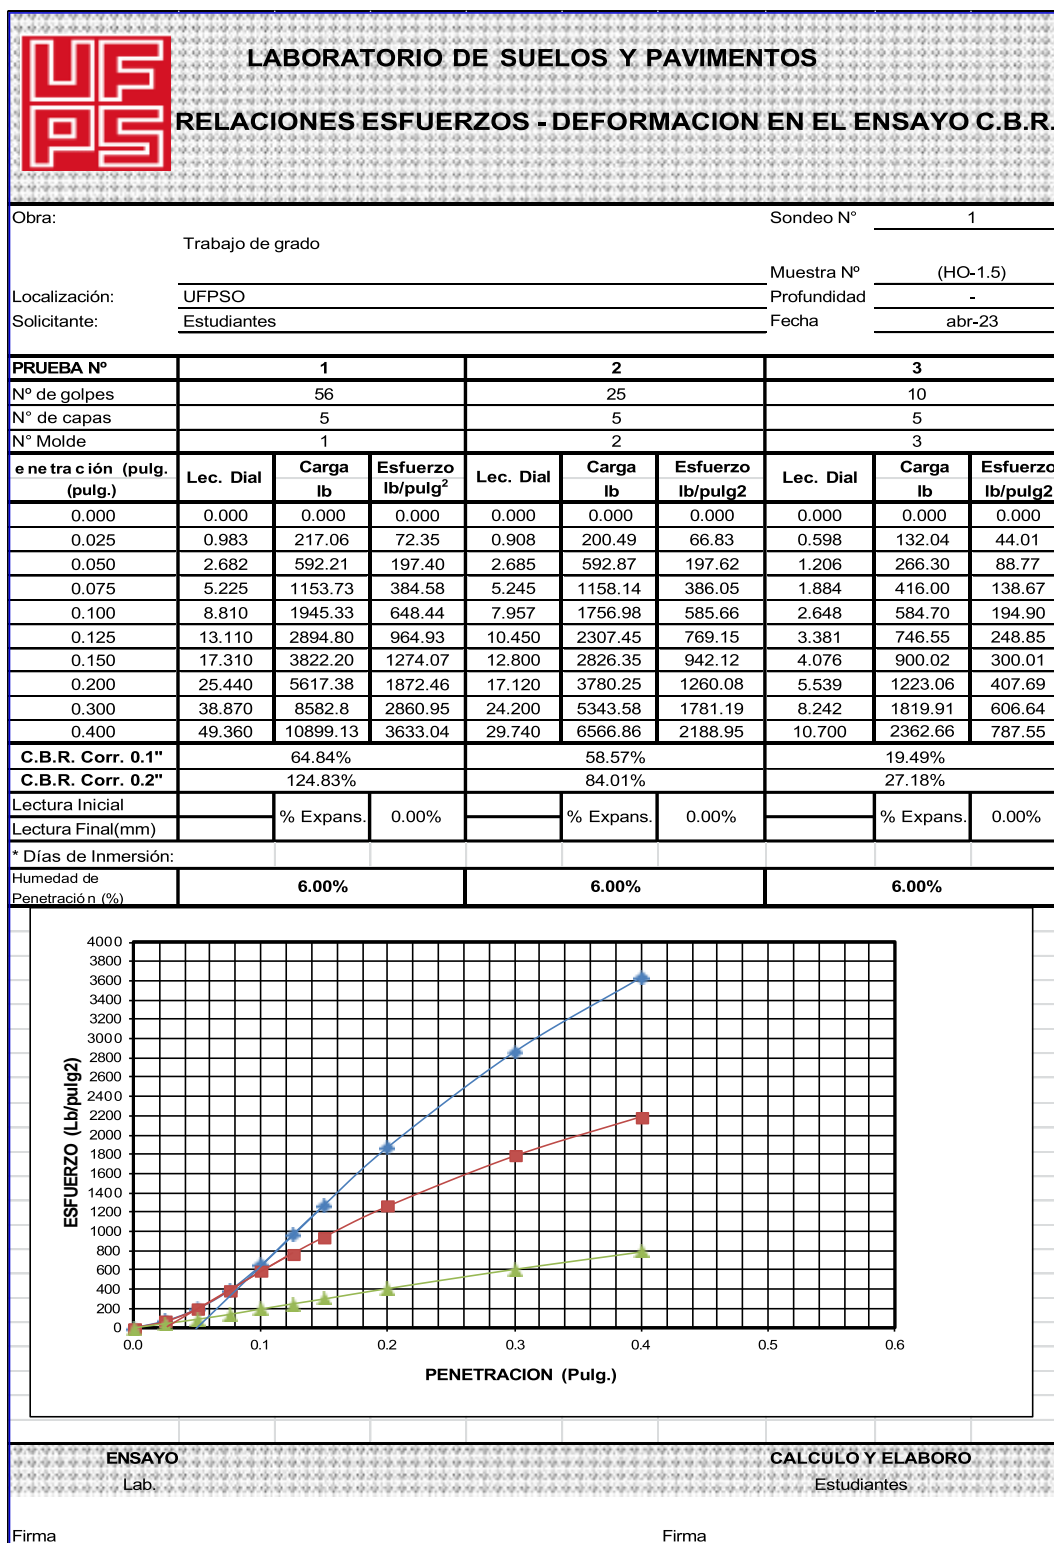 UF
PS
LABORATORIO DE SUELOS Y PAVIMENTOS
RELACIONES ESFUERZOS - DEFORMACION EN EL ENSAYO C.B.R.
Obra: Sondeo N° 1
Trabajo de grado
Muestra Nº (HO-1.5)
Localización: UFPSO Profundidad -
Solicitante: Estudiantes Fecha abr-23
PRUEBA Nº 1 2 3
Nº de golpes 56 25 10
N° de capas 5 5 5
N° Molde 1 2 3
enetración (pulg. Lec. Dial Carga Esfuerzo Lec. Dial Carga Esfuerzo Lec. Dial Carga Esfuerzo
(pulg.) lb lb/pulg² lb lb/pulg2 lb lb/pulg2
0.000 0.000 0.000 0.000 0.000 0.000 0.000 0.000 0.000 0.000
0.025 0.983 217.06 72.35 0.908 200.49 66.83 0.598 132.04 44.01
0.050 2.682 592.21 197.40 2.685 592.87 197.62 1.206 266.30 88.77
0.075 5.225 1153.73 384.58 5.245 1158.14 386.05 1.884 416.00 138.67
0.100 8.810 1945.33 648.44 7.957 1756.98 585.66 2.648 584.70 194.90
0.125 13.110 2894.80 964.93 10.450 2307.45 769.15 3.381 746.55 248.85
0.150 17.310 3822.20 1274.07 12.800 2826.35 942.12 4.076 900.02 300.01
0.200 25.440 5617.38 1872.46 17.120 3780.25 1260.08 5.539 1223.06 407.69
0.300 38.870 8582.8 2860.95 24.200 5343.58 1781.19 8.242 1819.91 606.64
0.400 49.360 10899.13 3633.04 29.740 6566.86 2188.95 10.700 2362.66 787.55
C.B.R. Corr. 0.1" 64.84% 58.57% 19.49%
C.B.R. Corr. 0.2" 124.83% 84.01% 27.18%
Lectura Inicial % Expans. 0.00% % Expans. 0.00% % Expans. 0.00%
Lectura Final(mm)
* Días de Inmersión:
Humedad de
Penetración (%) 6.00% 6.00% 6.00%
4000
3800
3600
3400
3200
3000
2800
2600
2400
2200
2000
1800
1600
1400
1200
1000
800
600
400
200
0
ESFUERZO (Lb/pulg2)
0.0 0.1 0.2 0.3 0.4 0.5 0.6
PENETRACION (Pulg.)
ENSAYO CALCULO Y ELABORO
Lab. Estudiantes
Firma Firma